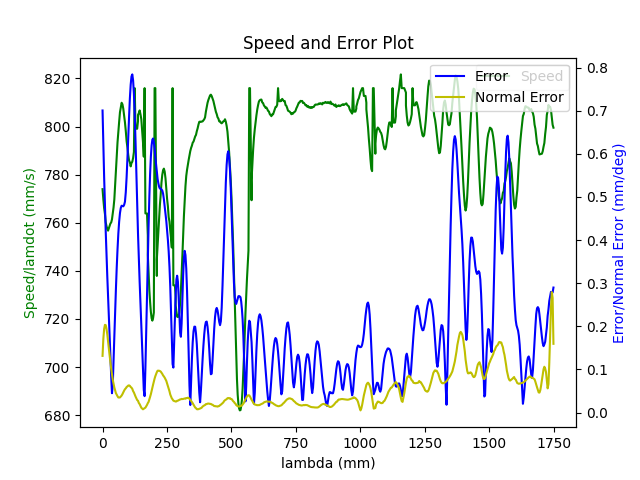 Speed and Error Plot
Speed/lamdot (mm/s)
820
800
780
760
740
720
700
680
Error
Speed
Normal Error
0.8
0.7
0.6
0.5
0.4
0.3
0.2
0.1
0.0
Error/Normal Error (mm/deg)
0 250 500 750 1000 1250 1500 1750
lambda (mm)